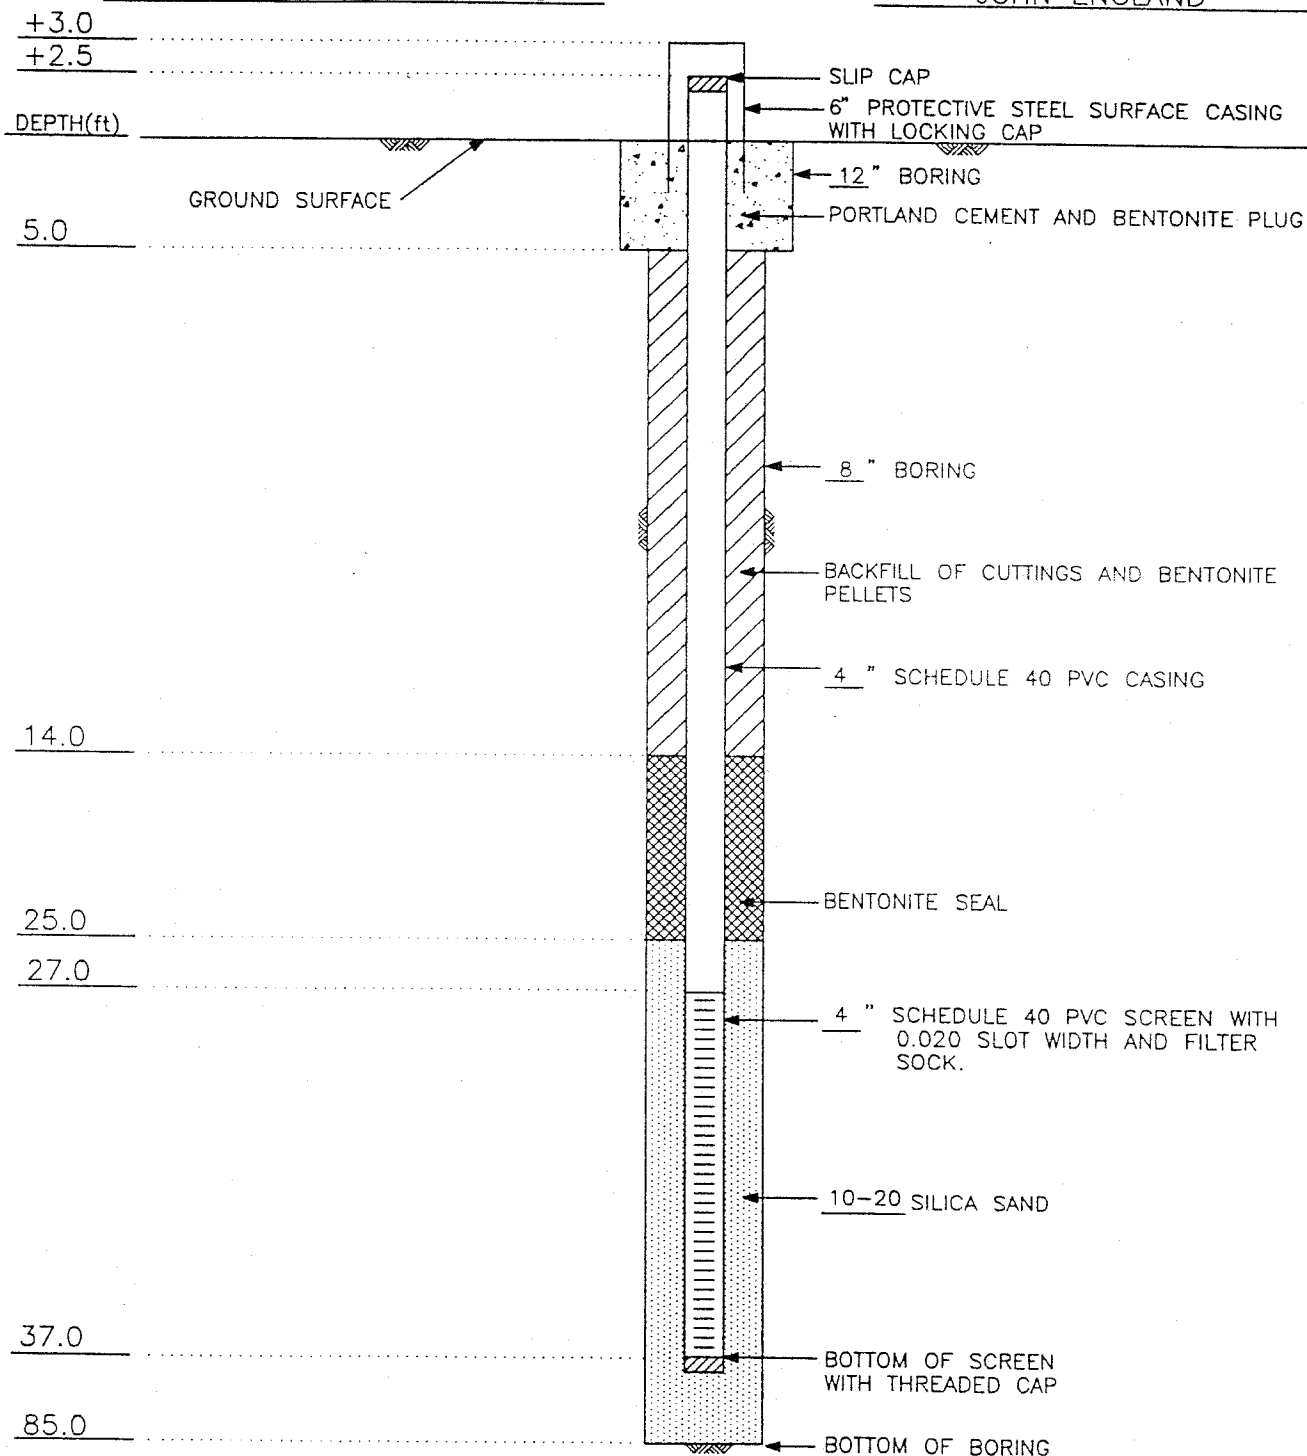 JOHN ENGLAND
+3.0
+2.5
SLIP CAP
6" PROTECTIVE STEEL SURFACE CASING
WITH LOCKING CAP
DEPTH(ft)
12" BORING
GROUND SURFACE
PORTLAND CEMENT AND BENTONITE PLUG
5.0
8" BORING
BACKFILL OF CUTTINGS AND BENTONITE
PELLETS
4" SCHEDULE 40 PVC CASING
14.0
BENTONITE SEAL
25.0
27.0
4" SCHEDULE 40 PVC SCREEN WITH
0.020 SLOT WIDTH AND FILTER
SOCK.
10-20 SILICA SAND
37.0
BOTTOM OF SCREEN
WITH THREADED CAP
85.0
BOTTOM OF BORING